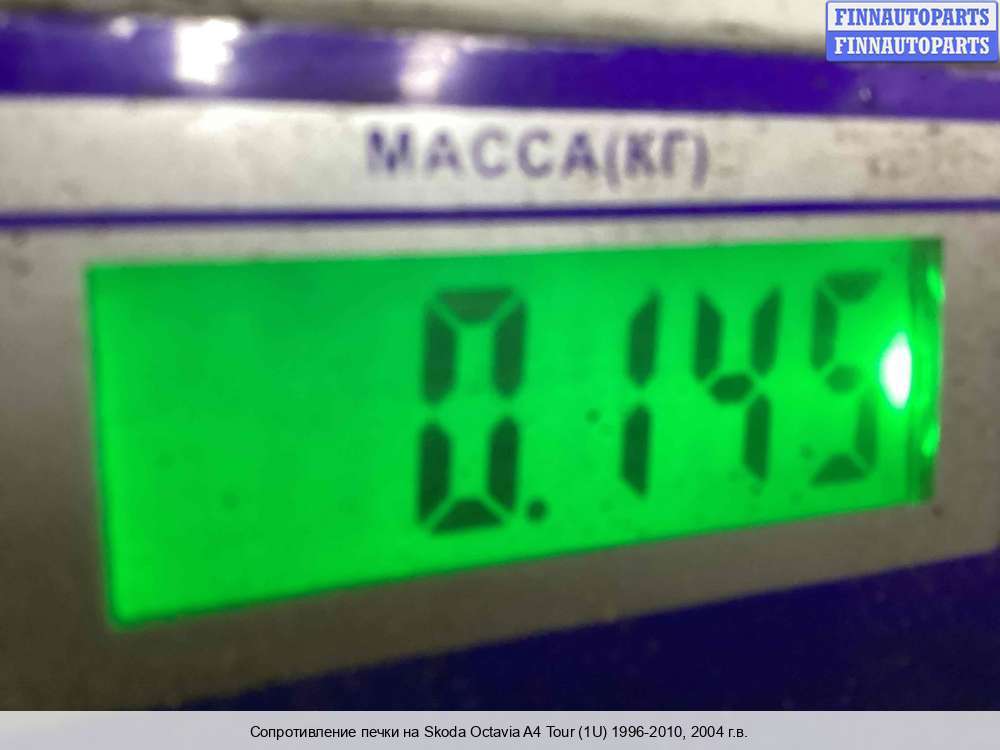 FINNAUTOPARTS
FINNAUTOPARTS
МАССА(КГ)
0.145
Сопротивление печки на Skoda Octavia A4 Tour (1U) 1996-2010, 2004 г.в.